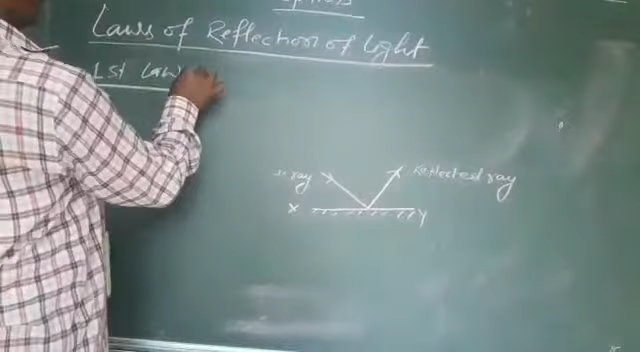 Laws of Reflection of light
1st law
ray
Reflected ray
X
Y